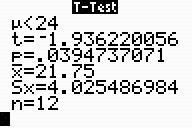 T-Test
μ<24
t=-1.936220056
p=.0394737071
x̄=21.75
Sx=4.025486984
n=12